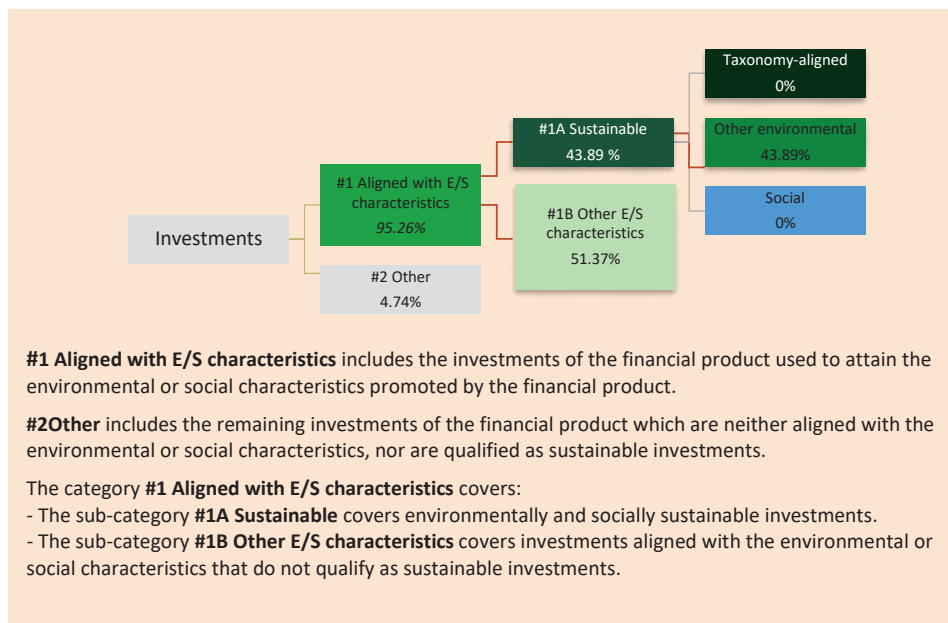 Taxonomy-aligned
0%
#1A Sustainable
43.89 %
Other environmental
43.89%
#1 Aligned with E/S
characteristics
95.26%
Social
0%
#1B Other E/S
characteristics
51.37%
Investments
#2 Other
4.74%
#1 Aligned with E/S characteristics includes the investments of the financial product used to attain the
environmental or social characteristics promoted by the financial product.
#2Other includes the remaining investments of the financial product which are neither aligned with the
environmental or social characteristics, nor are qualified as sustainable investments.
The category #1 Aligned with E/S characteristics covers:
- The sub-category #1A Sustainable covers environmentally and socially sustainable investments.
- The sub-category #1B Other E/S characteristics covers investments aligned with the environmental or
social characteristics that do not qualify as sustainable investments.